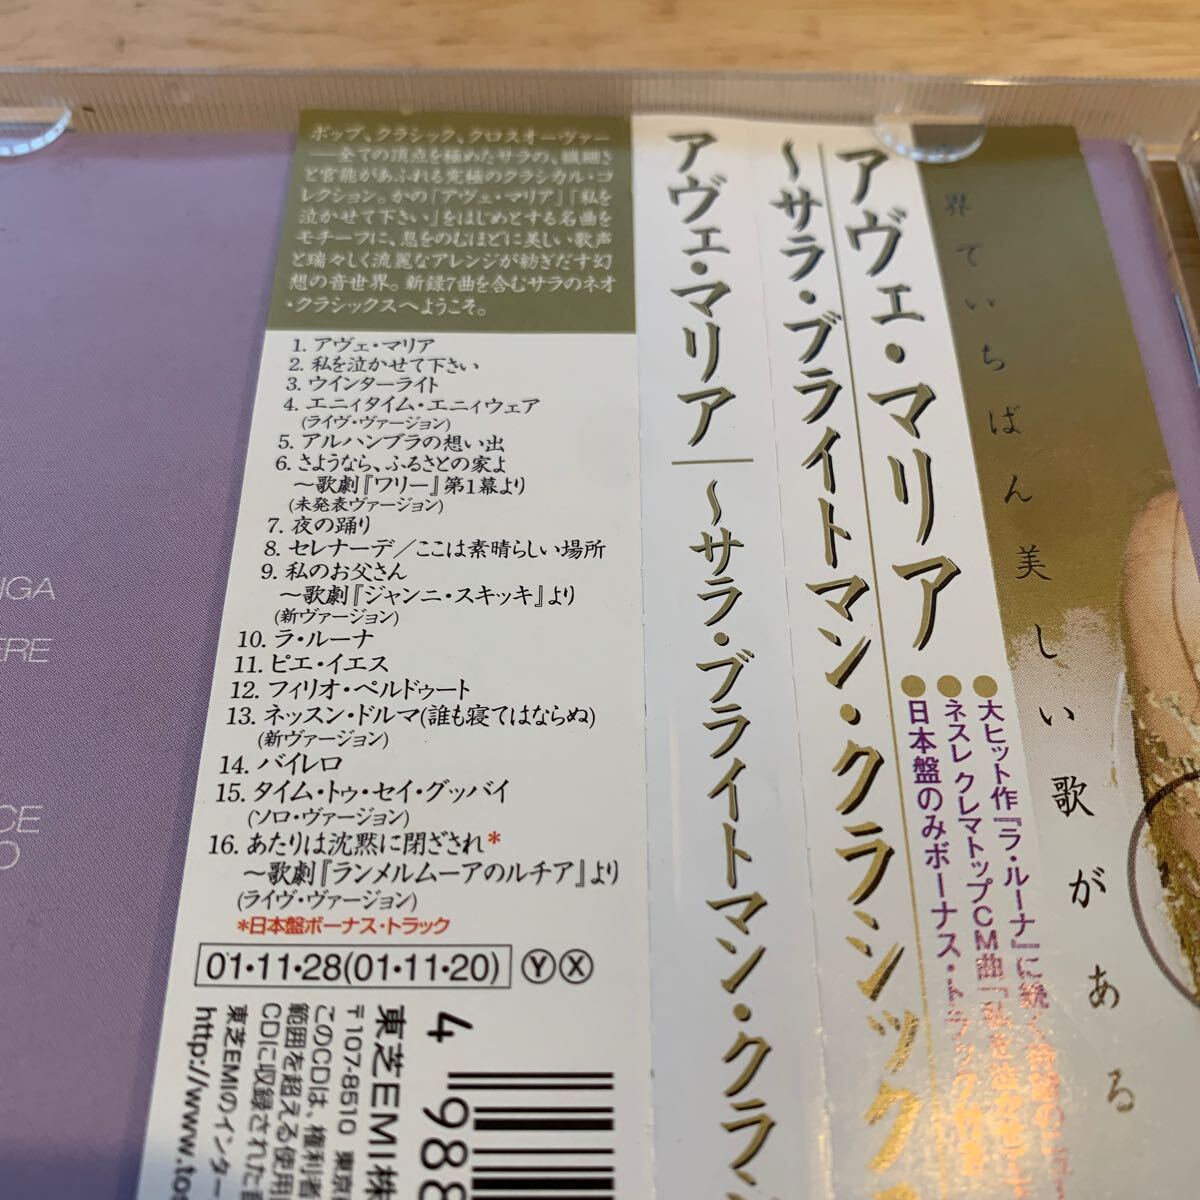 ポップ、クラシック、クロスオーヴァー
──全ての頂点を極めたサラの、繊細さ
と官能があふれる究極のクラシカル・コ
レクション。かの「アヴェ・マリア」「私を
泣かせて下さい」をはじめとする名曲を
モチーフに、息をのむほどに美しい歌声
と瑞々しく流麗なアレンジが紡ぎだす幻
想の音世界。新録7曲を含むサラのネオ
・クラシックスへようこそ。
1. アヴェ・マリア
2. 私を泣かせて下さい
3. ウインターライト
4. エニィタイム・エニィウェア
(ライヴ・ヴァージョン)
5. アルハンブラの想い出
6. さようなら、ふるさとの家よ
～歌劇『ワリー』第1幕より
(未発表ヴァージョン)
7. 夜の踊り
8. セレナーデ／ここは素晴らしい場所
9. 私のお父さん
～歌劇『ジャンニ・スキッキ』より
(新ヴァージョン)
10. ラ・ルーナ
11. ピエ・イエス
12. フィリオ・ペルドゥート
13. ネッスン・ドルマ(誰も寝てはならぬ)
(新ヴァージョン)
14. バイレロ
15. タイム・トゥ・セイ・グッバイ
(ソロ・ヴァージョン)
16. あたりは沈黙に閉ざされ*
～歌劇『ランメルムーアのルチア』より
(ライヴ・ヴァージョン)
*日本盤ボーナス・トラック
01・11・28(01・11・20) Ⓨ Ⓧ
4 988
東芝EMI株
〒107-8510 東京
このCDは、権利者
範囲を超える使用
CDに収録された
http://www.tos
東芝EMIのインター
アヴェ・マリア ～サラ・ブライトマン・クラシ
アヴェ・マリア
～サラ・ブライトマン・クラシックス
●大ヒット作『ラ・ルーナ』に続く
●ネスレ クレマトップCM曲「私を泣かせて
●日本盤のみボーナス・トラック付き
界でいちばん美しい歌がある
NGA
ERE
CE
O